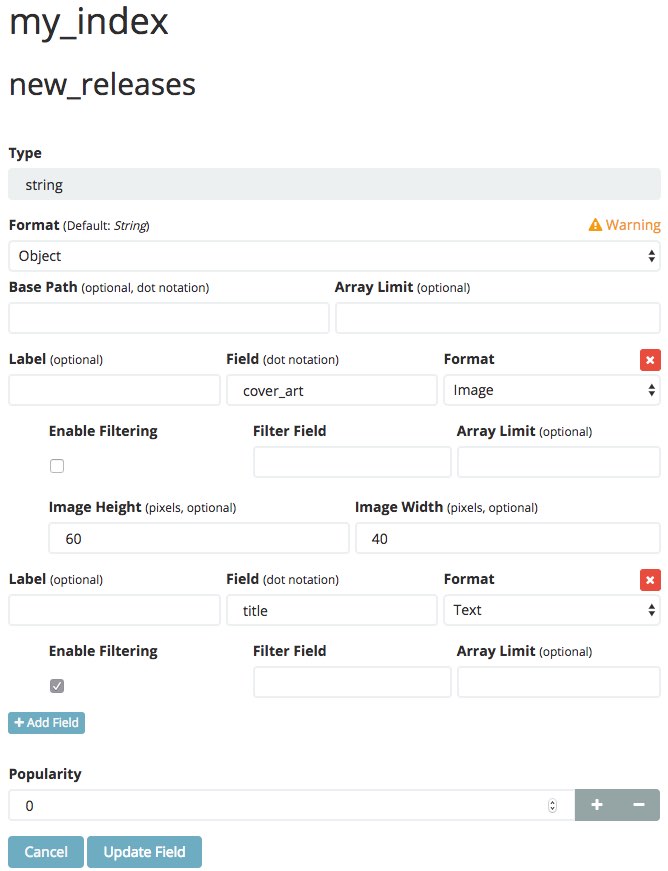 my_index
new_releases
Type
string
Format (Default: String) Warning
Object
Base Path (optional, dot notation) Array Limit (optional)
Label (optional) Field (dot notation) Format
cover_art Image
Enable Filtering Filter Field Array Limit (optional)
Image Height (pixels, optional) Image Width (pixels, optional)
60 40
Label (optional) Field (dot notation) Format
title Text
Enable Filtering Filter Field Array Limit (optional)
+ Add Field
Popularity
0 + −
Cancel Update Field